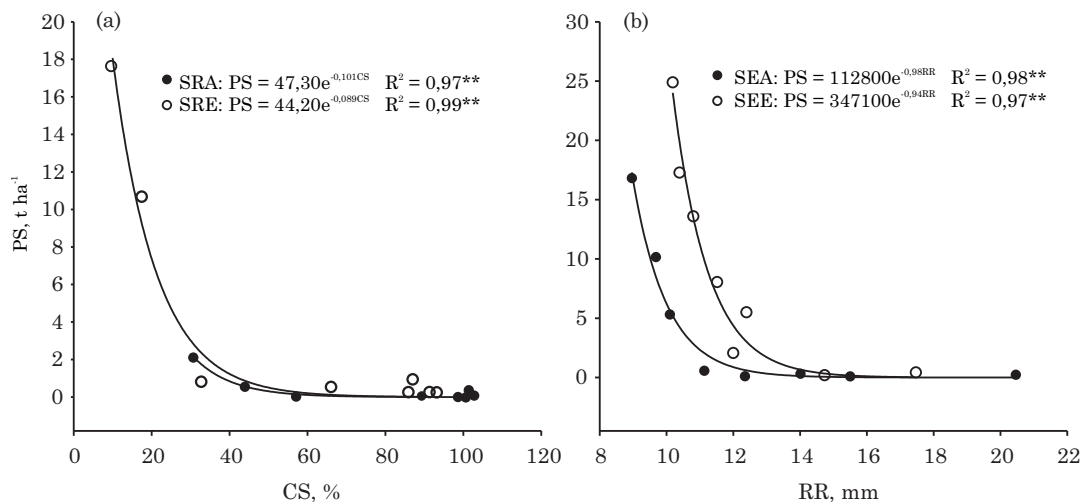 (a)
SRA: PS = 47,30e^-0,101CS R² = 0,97**
SRE: PS = 44,20e^-0,089CS R² = 0,99**
20
18
16
14
12
10
8
6
4
2
0
PS, t ha⁻¹
0 20 40 60 80 100 120
CS, %
(b)
SEA: PS = 112800e^-0,98RR R² = 0,98**
SEE: PS = 347100e^-0,94RR R² = 0,97**
30
25
20
15
10
5
0
8 10 12 14 16 18 20 22
RR, mm